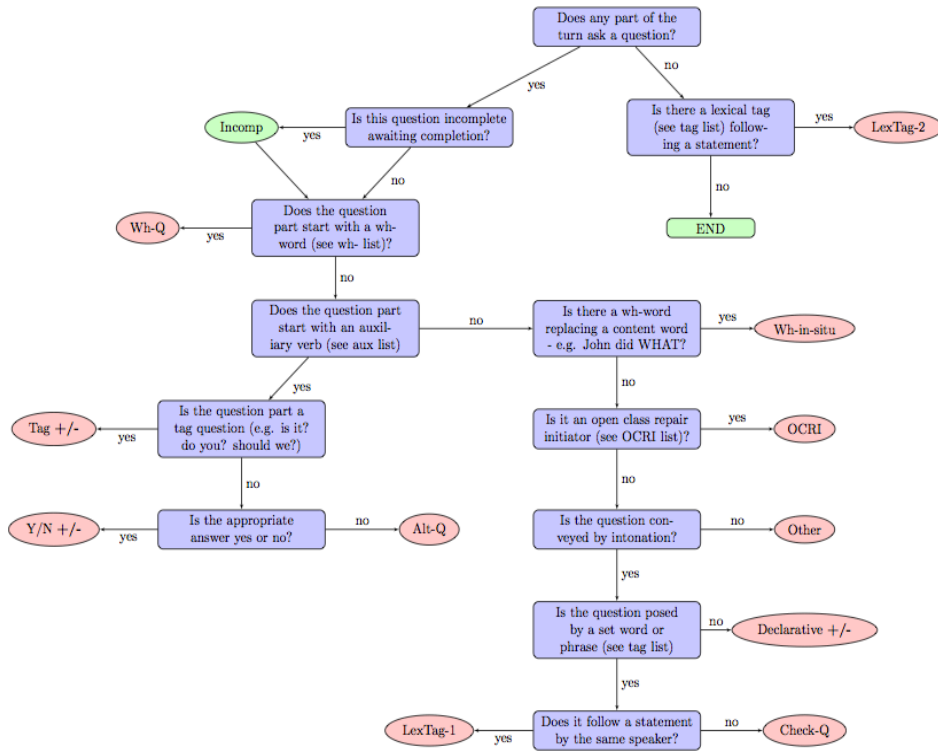 Does any part of the
turn ask a question?
yes
no
Is this question incomplete
awaiting completion?
yes
Incomp
no
Is there a lexical tag
(see tag list) follow-
ing a statement?
yes
LexTag-2
no
END
Does the question
part start with a wh-
word (see wh- list)?
yes
Wh-Q
no
Does the question part
start with an auxil-
iary verb (see aux list)
no
yes
Is there a wh-word
replacing a content word
- e.g. John did WHAT?
yes
Wh-in-situ
no
Is the question part a
tag question (e.g. is it?
do you? should we?)
yes
Tag +/-
no
Is it an open class repair
initiator (see OCRI list)?
yes
OCRI
no
Is the appropriate
answer yes or no?
yes
Y/N +/-
no
Alt-Q
Is the question con-
veyed by intonation?
no
Other
yes
Is the question posed
by a set word or
phrase (see tag list)
no
Declarative +/-
yes
Does it follow a statement
by the same speaker?
yes
LexTag-1
no
Check-Q